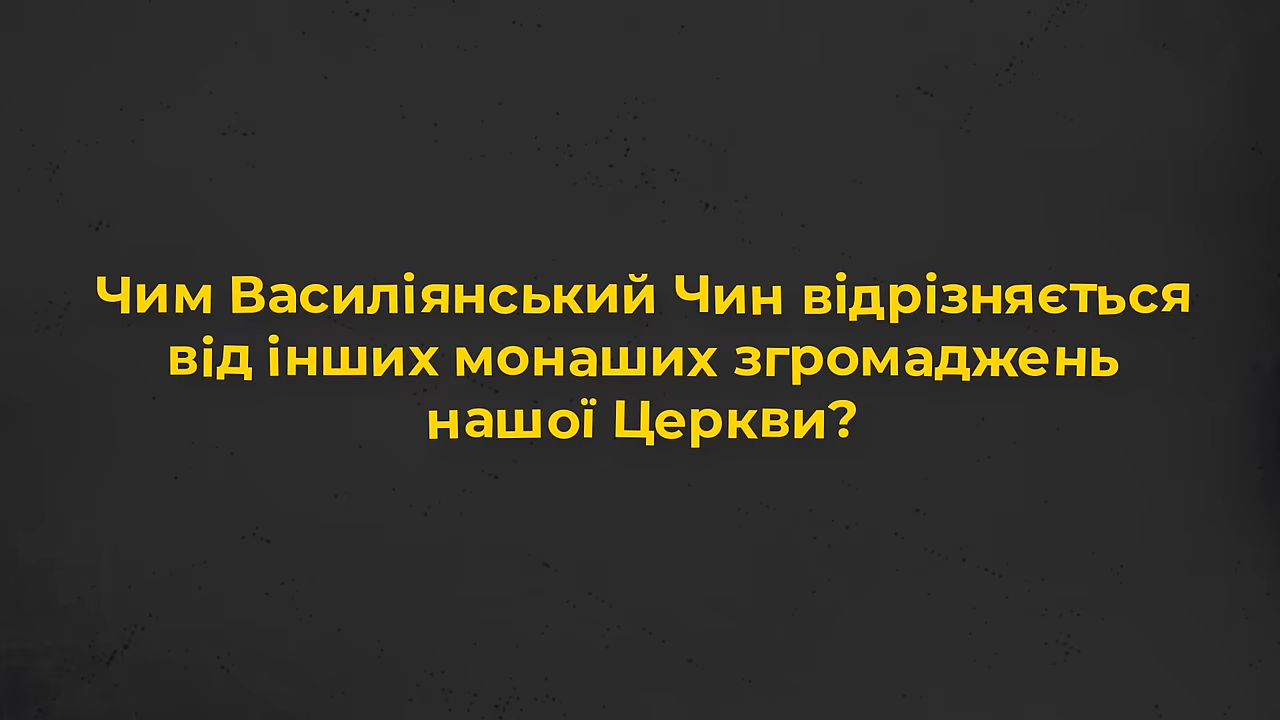 Чим Василіянський Чин відрізняється
від інших монаших згромаджень
нашої Церкви?